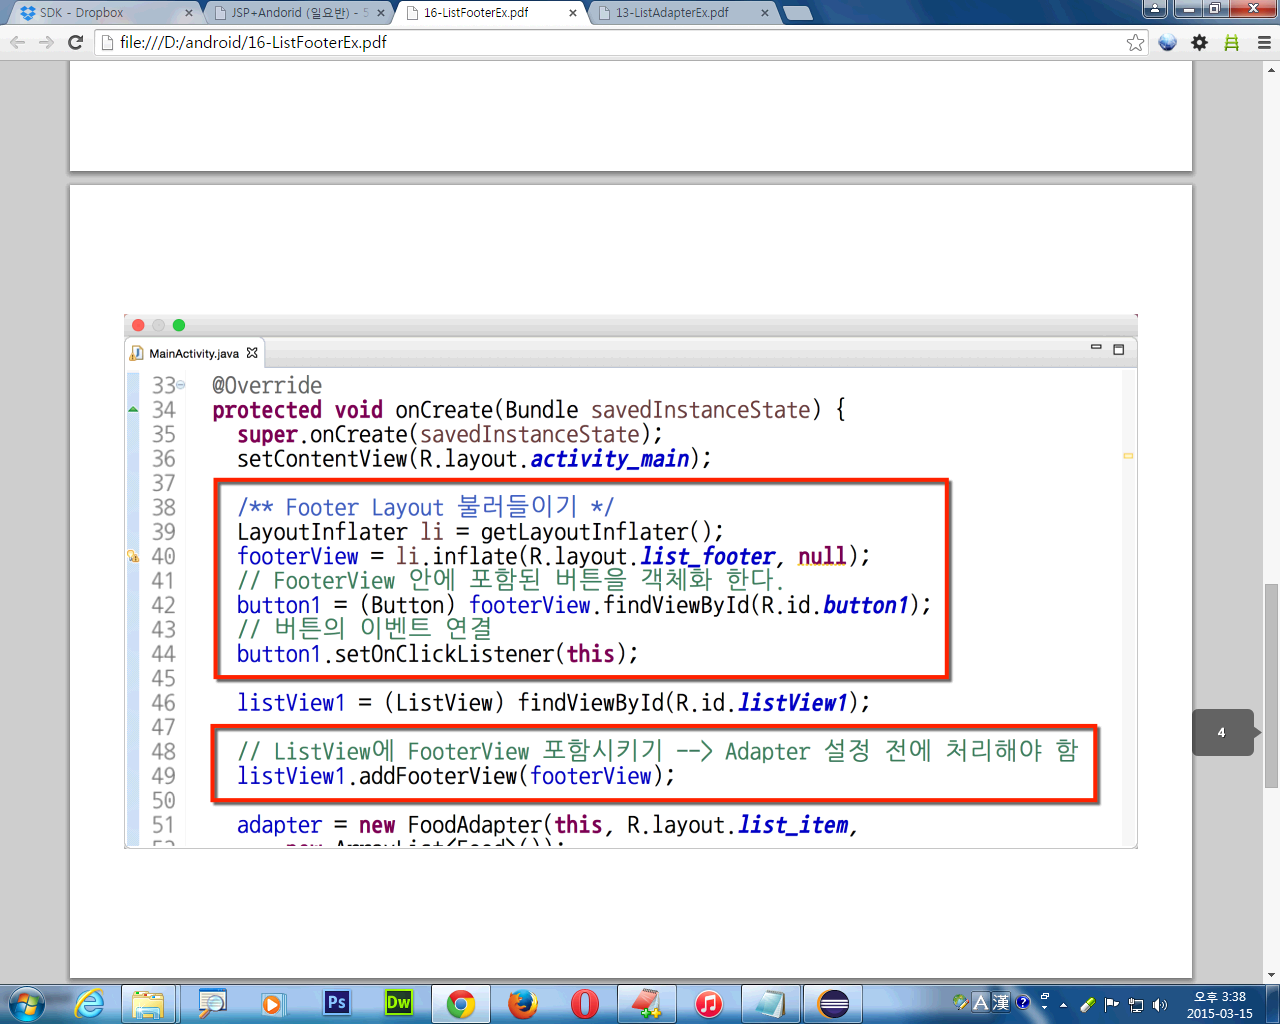 SDK - Dropbox
JSP+Andorid (일요반) - 5
16-ListFooterEx.pdf
13-ListAdapterEx.pdf
file:///D:/android/16-ListFooterEx.pdf
MainActivity.java
33 @Override
34 protected void onCreate(Bundle savedInstanceState) {
35 super.onCreate(savedInstanceState);
36 setContentView(R.layout.activity_main);
37
38 /** Footer Layout 불러들이기 */
39 LayoutInflater li = getLayoutInflater();
40 footerView = li.inflate(R.layout.list_footer, null);
41 // FooterView 안에 포함된 버튼을 객체화 한다.
42 button1 = (Button) footerView.findViewById(R.id.button1);
43 // 버튼의 이벤트 연결
44 button1.setOnClickListener(this);
45
46 listView1 = (ListView) findViewById(R.id.listView1);
47
48 // ListView에 FooterView 포함시키기 --> Adapter 설정 전에 처리해야 함
49 listView1.addFooterView(footerView);
50
51 adapter = new FoodAdapter(this, R.layout.list_item,
52 new ArrayList<Food>());
4
Ps
Dw
A 漢
오후 3:38
2015-03-15